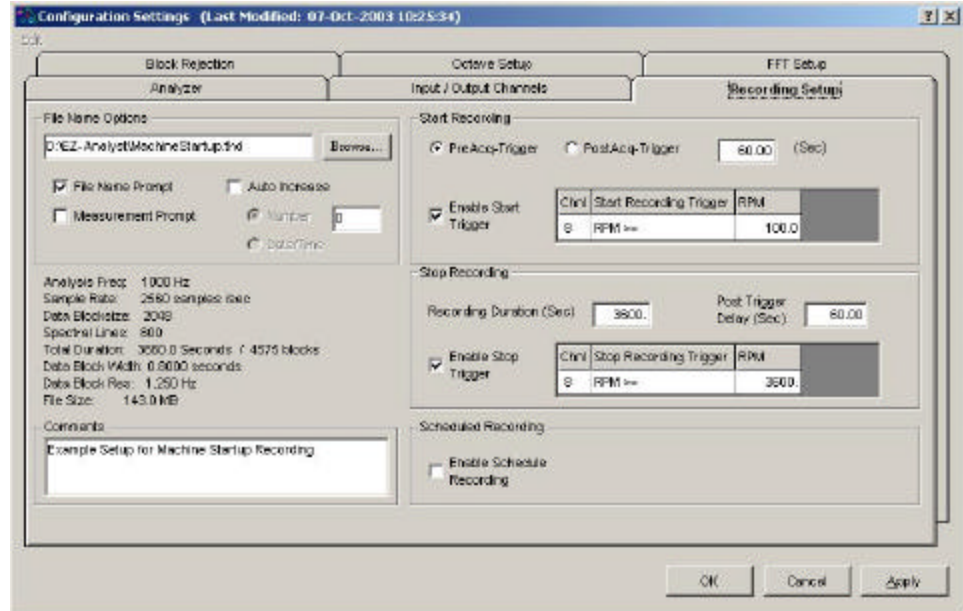 Configuration Settings (Last Modified: 07-Oct-2003 10:25:34)
Edit
Block Rejection
Octave Setup
FFT Setup
Analyzer
Input / Output Channels
Recording Setup
File Name Options
D:\EZ-Analyst\MachineStartup.tnd
Browse...
File Name Prompt
Auto Increase
Measurement Prompt
Number
0
Date/Time
Analysis Freq: 1000 Hz
Sample Rate: 2560 samples /sec
Data Blocksize: 2048
Spectral Lines: 800
Total Duration: 3660.0 Seconds / 4575 blocks
Data Block Width: 0.8000 seconds
Data Block Res: 1.250 Hz
File Size: 143.0 MB
Comments
Example Setup for Machine Startup Recording
Start Recording
PreAcq-Trigger
PostAcq-Trigger
60.00
(Sec)
Enable Start
Trigger
Chnl Start Recording Trigger RPM
8 RPM >= 100.0
Stop Recording
Recording Duration (Sec)
3600.
Post Trigger
Delay (Sec)
60.00
Enable Stop
Trigger
Chnl Stop Recording Trigger RPM
8 RPM >= 3600.
Scheduled Recording
Enable Schedule
Recording
OK
Cancel
Apply